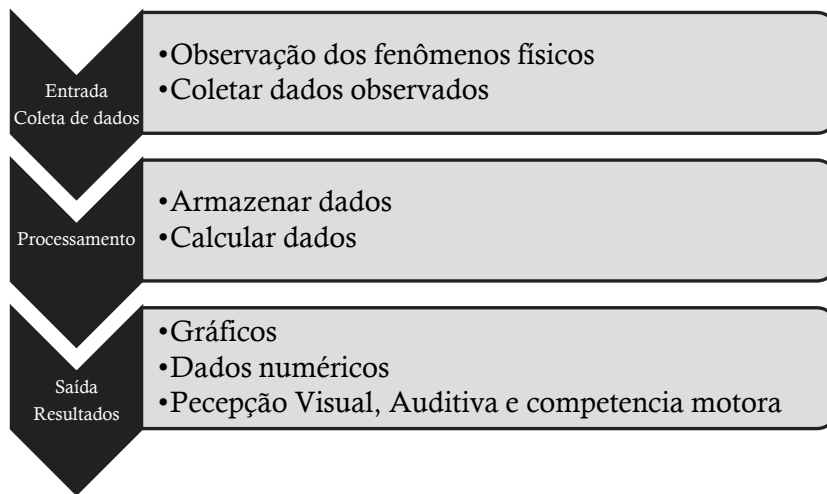 Entrada
Coleta de dados
•Observação dos fenômenos físicos
•Coletar dados observados
Processamento
•Armazenar dados
•Calcular dados
Saída
Resultados
•Gráficos
•Dados numéricos
•Pecepção Visual, Auditiva e competencia motora